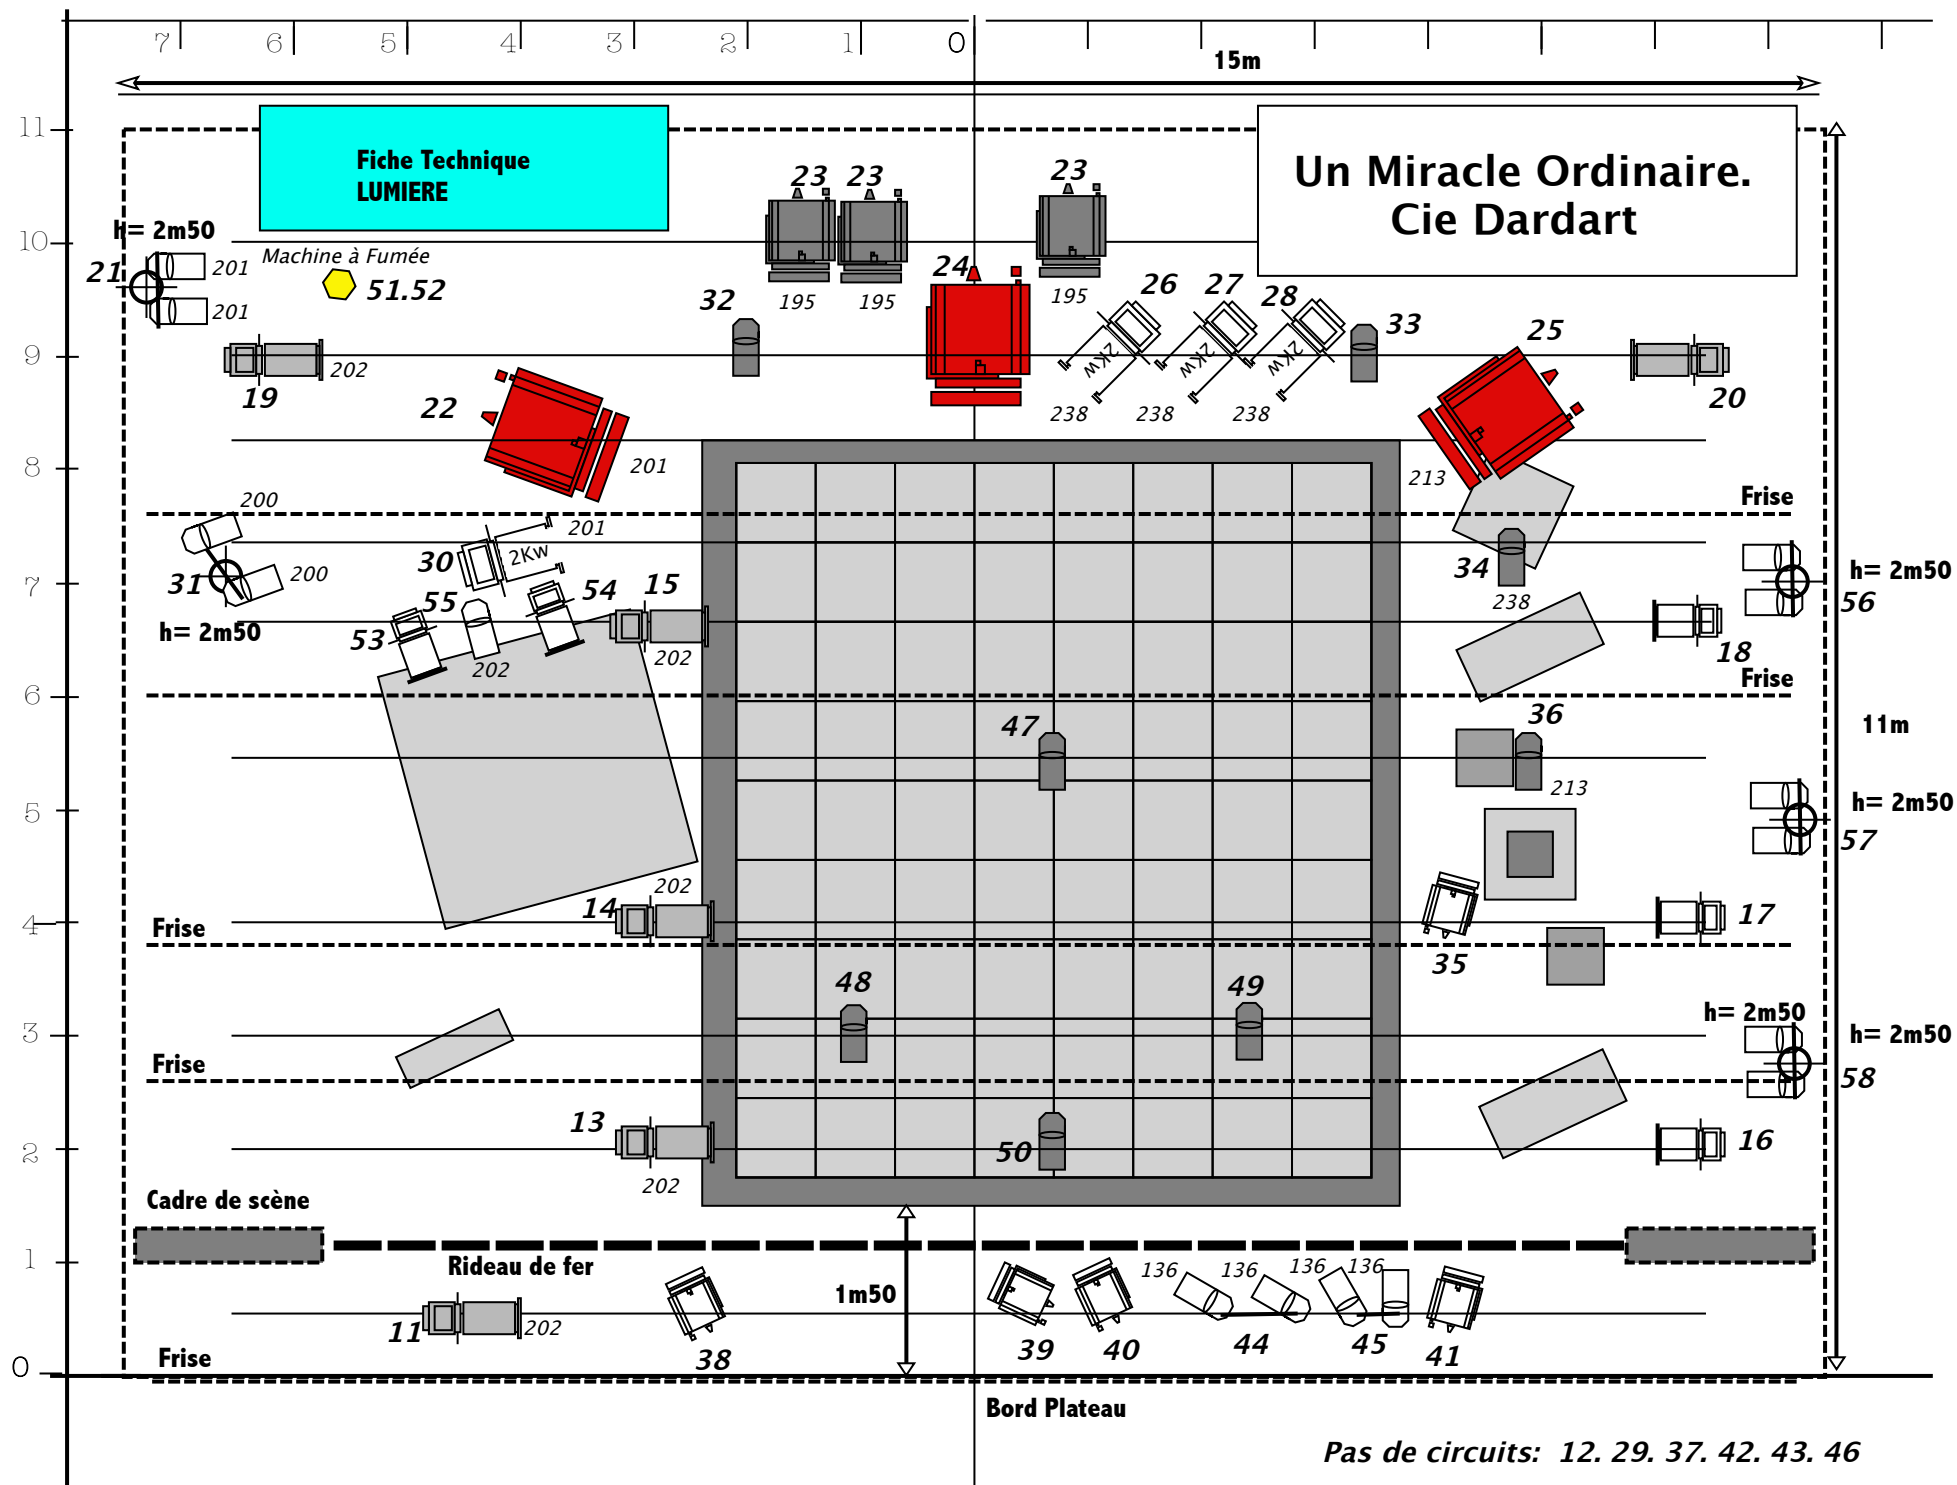 7 6 5 4 3 2 1 0
15m
11
Fiche Technique
LUMIERE
Un Miracle Ordinaire.
Cie Dardart
23 23 23
h= 2m50
10
Machine à Fumée
21 201 51.52
201
24 26 27 28 25
32 195 195 195 33
9
202
19 20
2Kw 2Kw 2Kw
22 238 238 238
8
201 213
Frise
200 201
30 2Kw
34
7
31 200 54 15
h= 2m50
55 238 56
h= 2m50
53 202 202 18
Frise
6
47 36
11m
213
5
h= 2m50
57
202
4
14 17
Frise
35
48 49
h= 2m50
3
h= 2m50
Frise
58
13 50 16
2
202
Cadre de scène
1
Rideau de fer
136 136 136 136
1m50
11 202 38 39 40 44 45 41
Frise
0
Bord Plateau
Pas de circuits: 12. 29. 37. 42. 43. 46